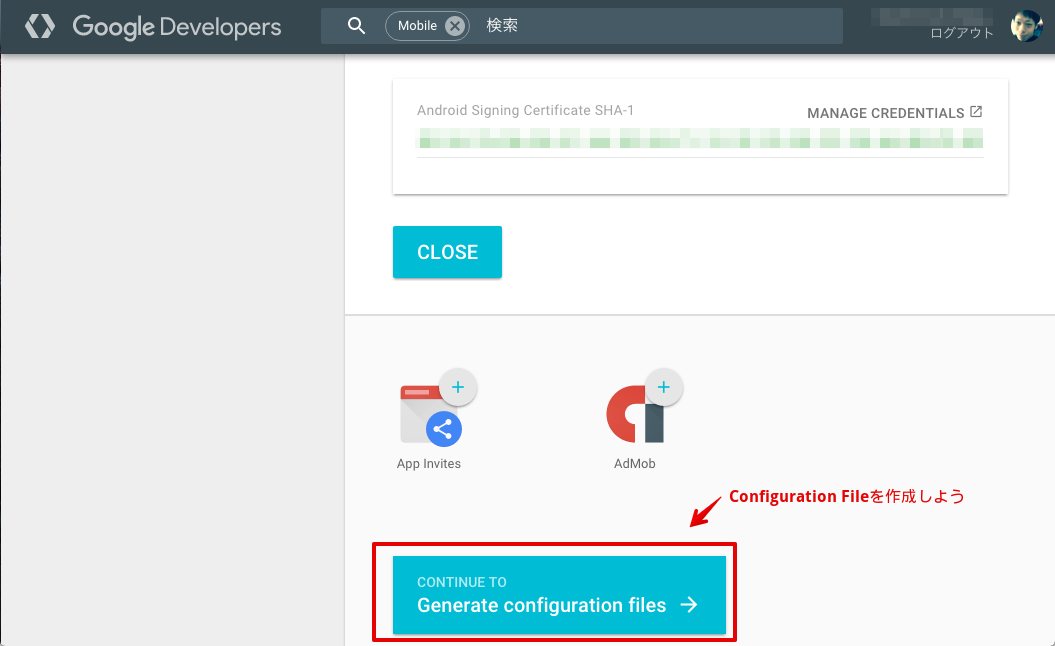 Google Developers
Mobile
検索
ログアウト
Android Signing Certificate SHA-1
MANAGE CREDENTIALS
CLOSE
App Invites
AdMob
Configuration Fileを作成しよう
CONTINUE TO
Generate configuration files